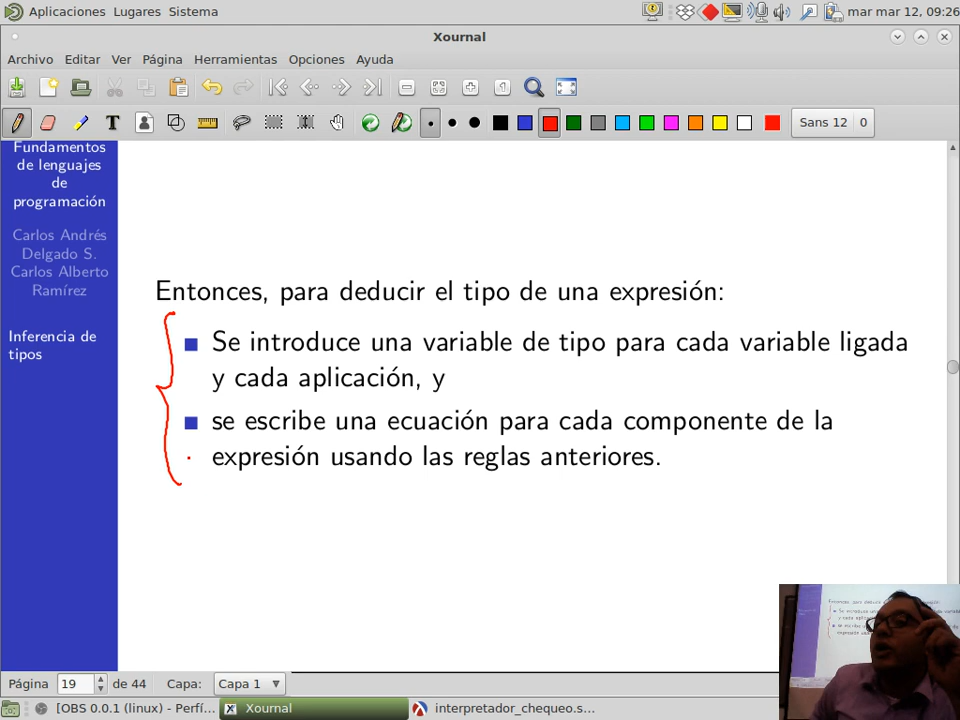 Aplicaciones Lugares Sistema
mar mar 12, 09:26
Xournal
Archivo Editar Ver Página Herramientas Opciones Ayuda
T
Sans 12 0
Fundamentos
de lenguajes
de
programación
Carlos Andrés
Delgado S.
Carlos Alberto
Ramírez
Inferencia de
tipos
Entonces, para deducir el tipo de una expresión:
Se introduce una variable de tipo para cada variable ligada
y cada aplicación, y
se escribe una ecuación para cada componente de la
expresión usando las reglas anteriores.
Página 19 de 44 Capa: Capa 1
[OBS 0.0.1 (linux) - Perfí... Xournal interpretador_chequeo.s...